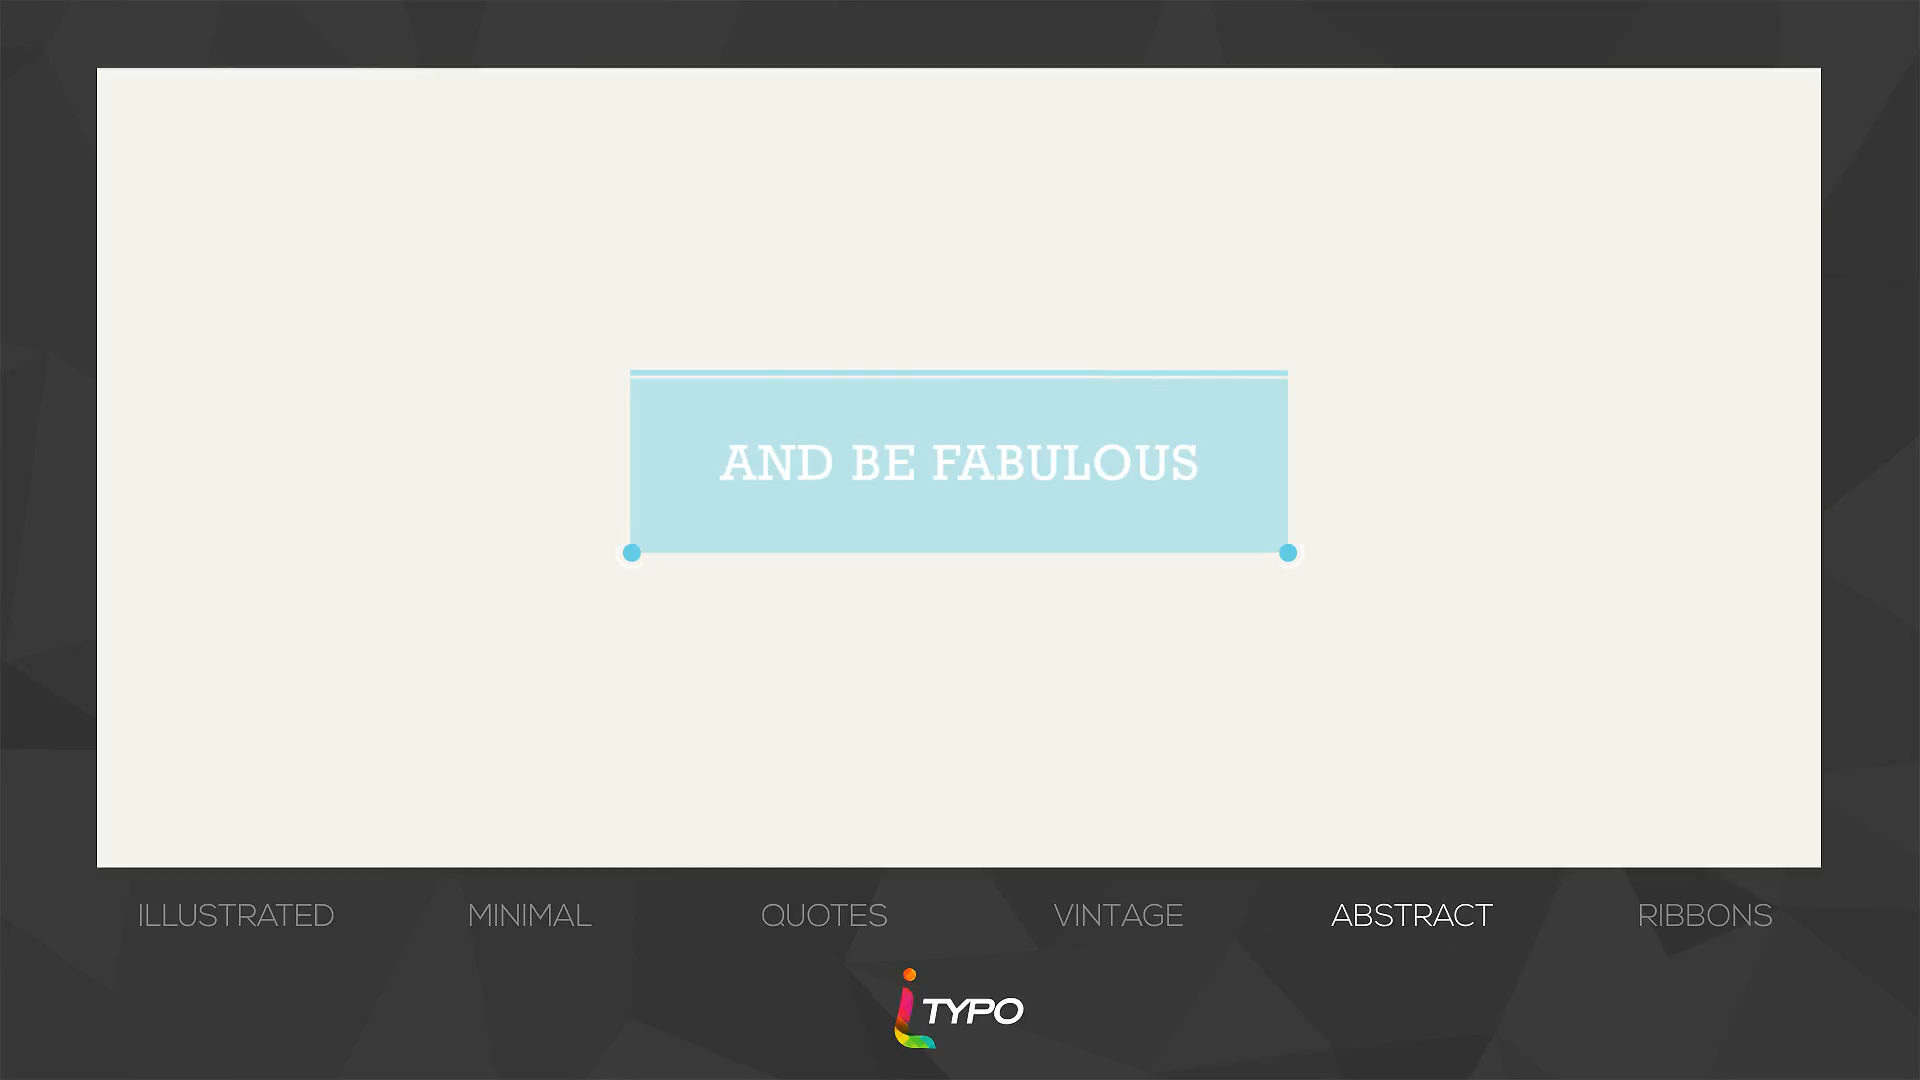 AND BE FABULOUS
ILLUSTRATED MINIMAL QUOTES VINTAGE ABSTRACT RIBBONS
i TYPO